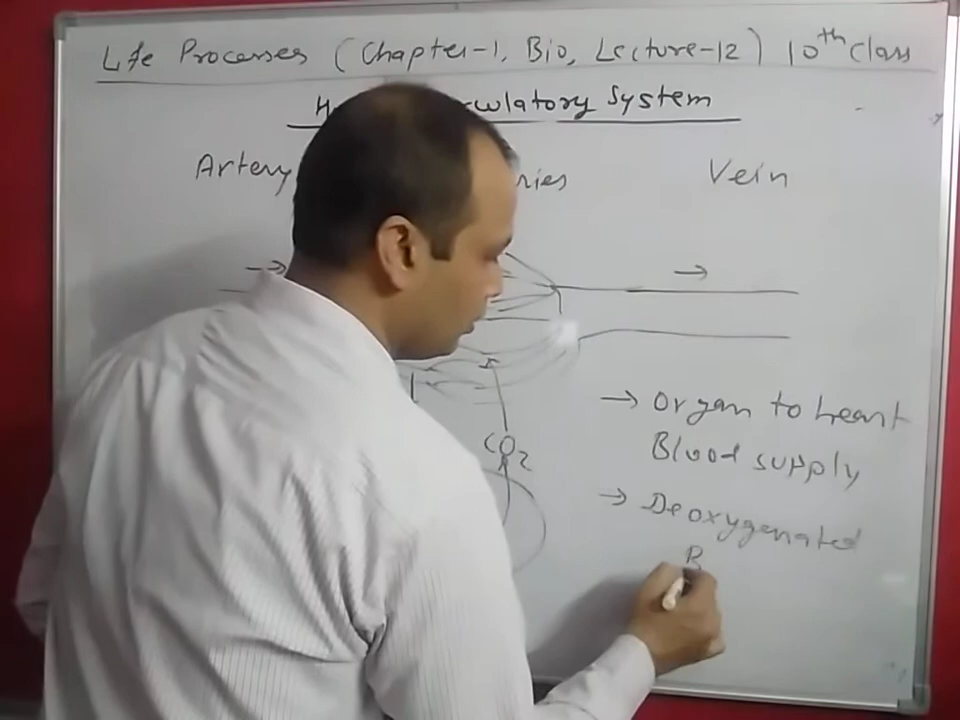 Life Processes (Chapter-1, Bio, Lecture-12) 10th Class
H culatory System
Artery ries Vein
→ →
→ Organ to heart
Blood supply
CO2
→ Deoxygenated
B